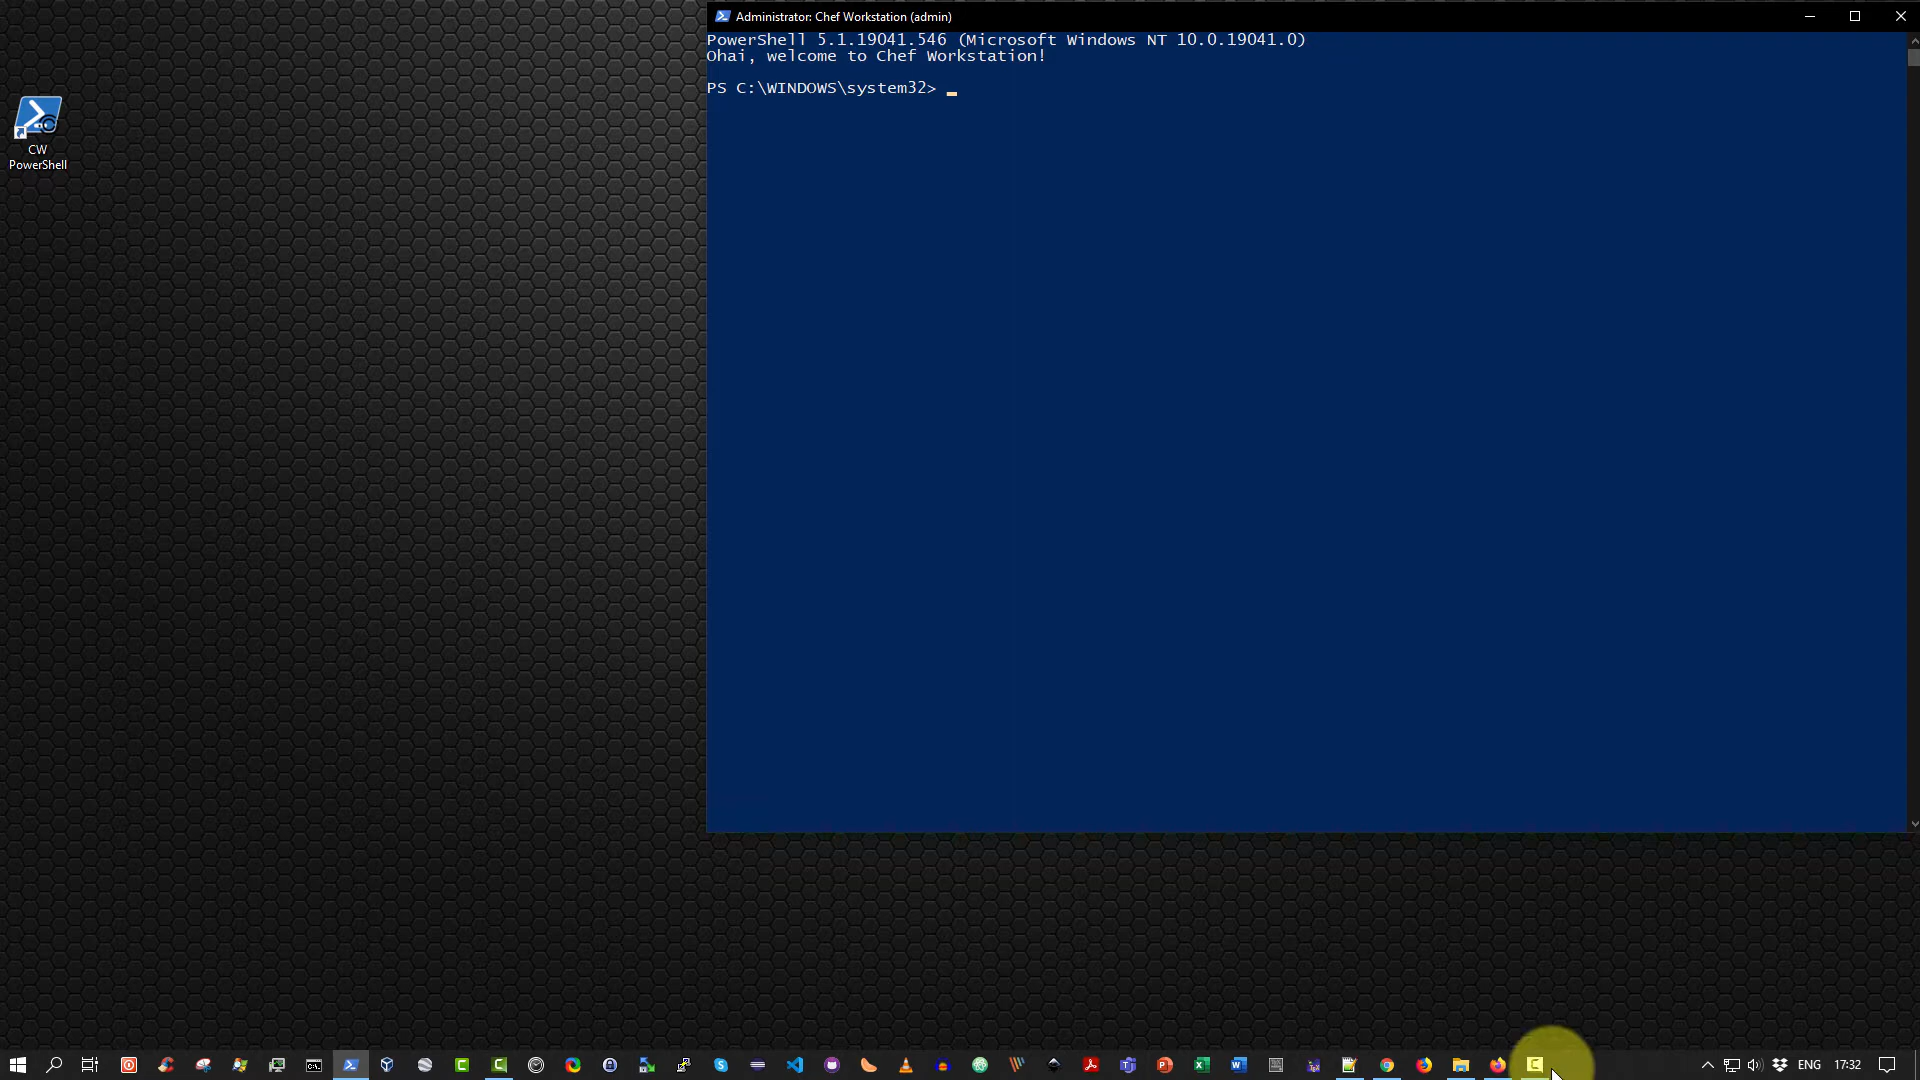 Administrator: Chef Workstation (admin)
PowerShell 5.1.19041.546 (Microsoft Windows NT 10.0.19041.0)
Ohai, welcome to Chef Workstation!
PS C:\WINDOWS\system32> _
CW
PowerShell
ENG
17:32